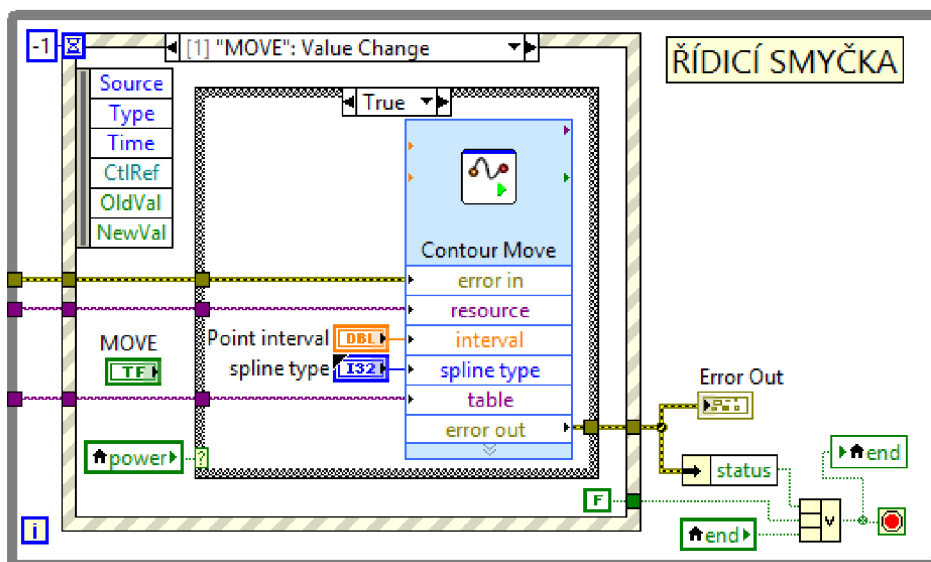 -1
[1] "MOVE": Value Change
ŘÍDICÍ SMYČKA
Source
Type
Time
CtlRef
OldVal
NewVal
True
Contour Move
error in
resource
interval
spline type
table
error out
Point interval
DBL
spline type
I32
MOVE
TF
power
?
Error Out
status
end
F
end
v
i